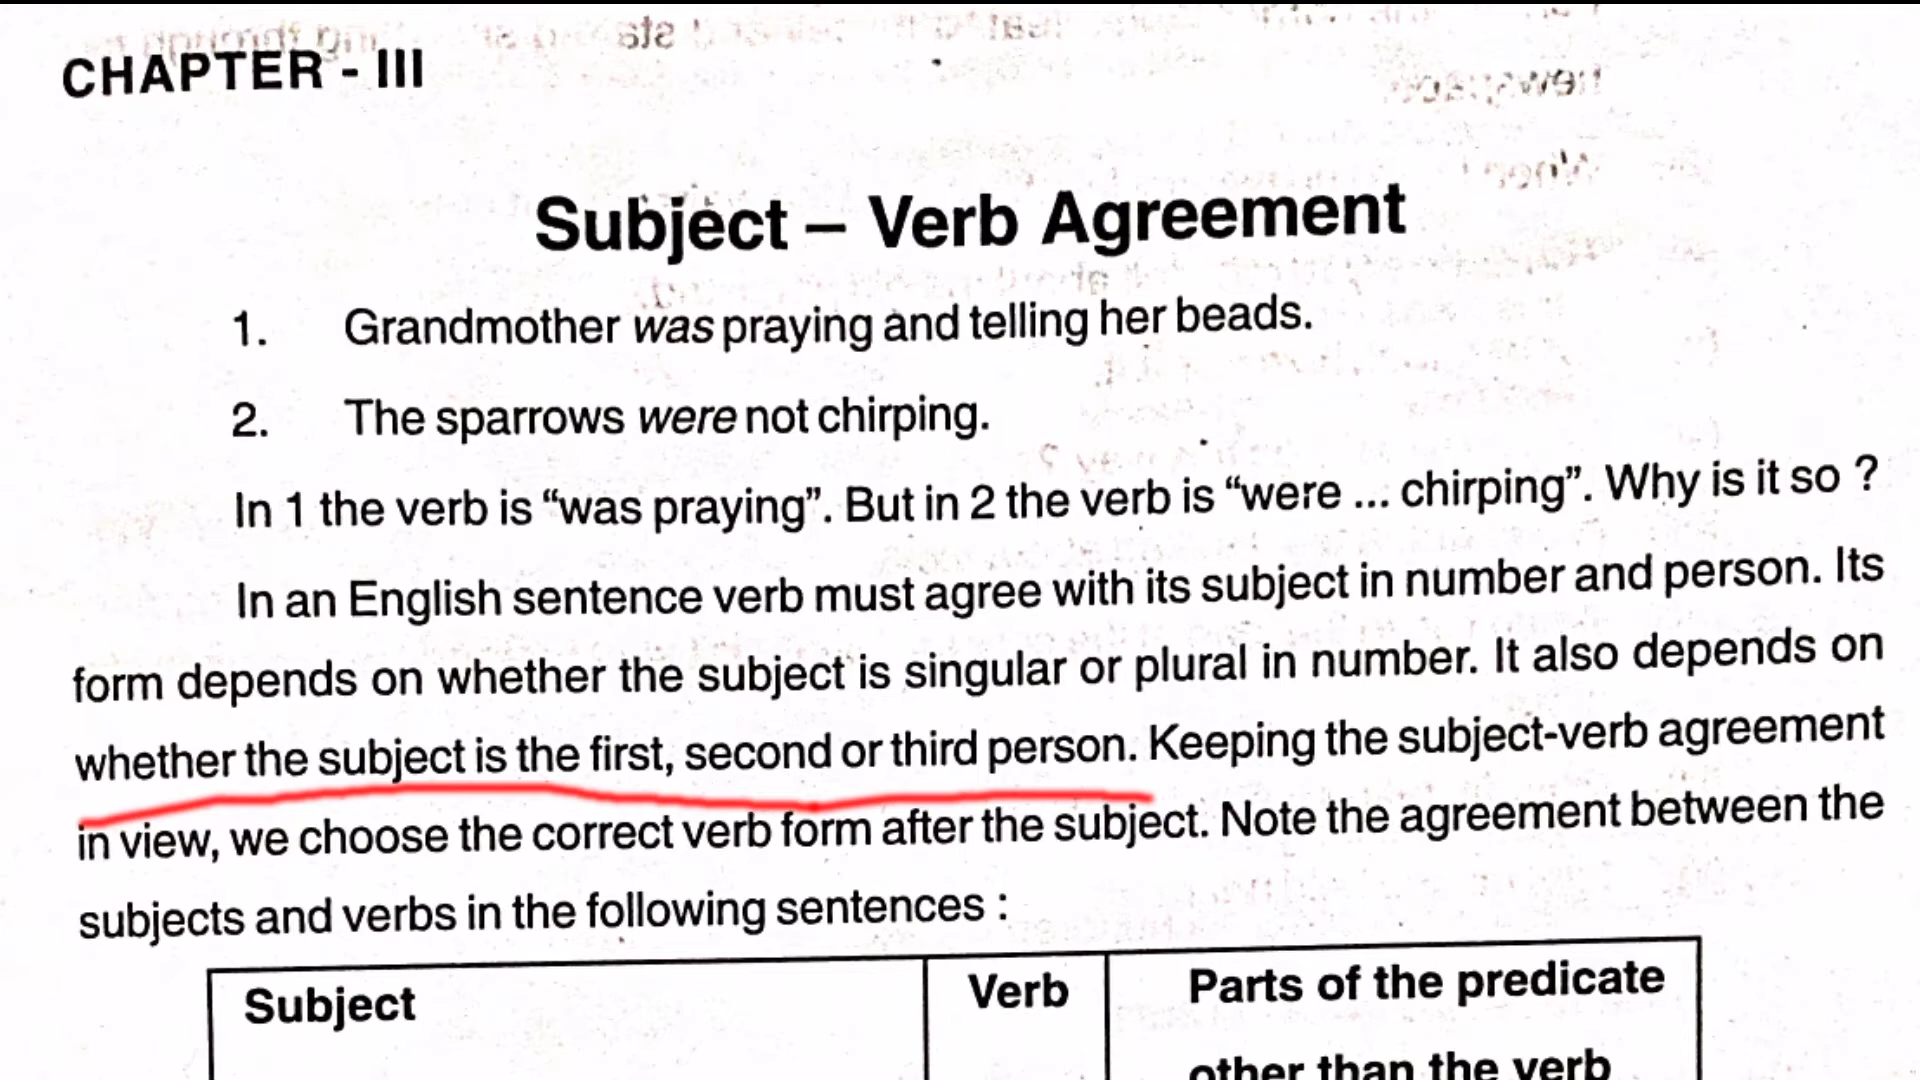 CHAPTER - III
Subject – Verb Agreement
1. Grandmother was praying and telling her beads.
2. The sparrows were not chirping.
In 1 the verb is “was praying”. But in 2 the verb is “were ... chirping”. Why is it so ?
In an English sentence verb must agree with its subject in number and person. Its
form depends on whether the subject is singular or plural in number. It also depends on
whether the subject is the first, second or third person. Keeping the subject-verb agreement
in view, we choose the correct verb form after the subject. Note the agreement between the
subjects and verbs in the following sentences :
Subject Verb Parts of the predicate
other than the verb